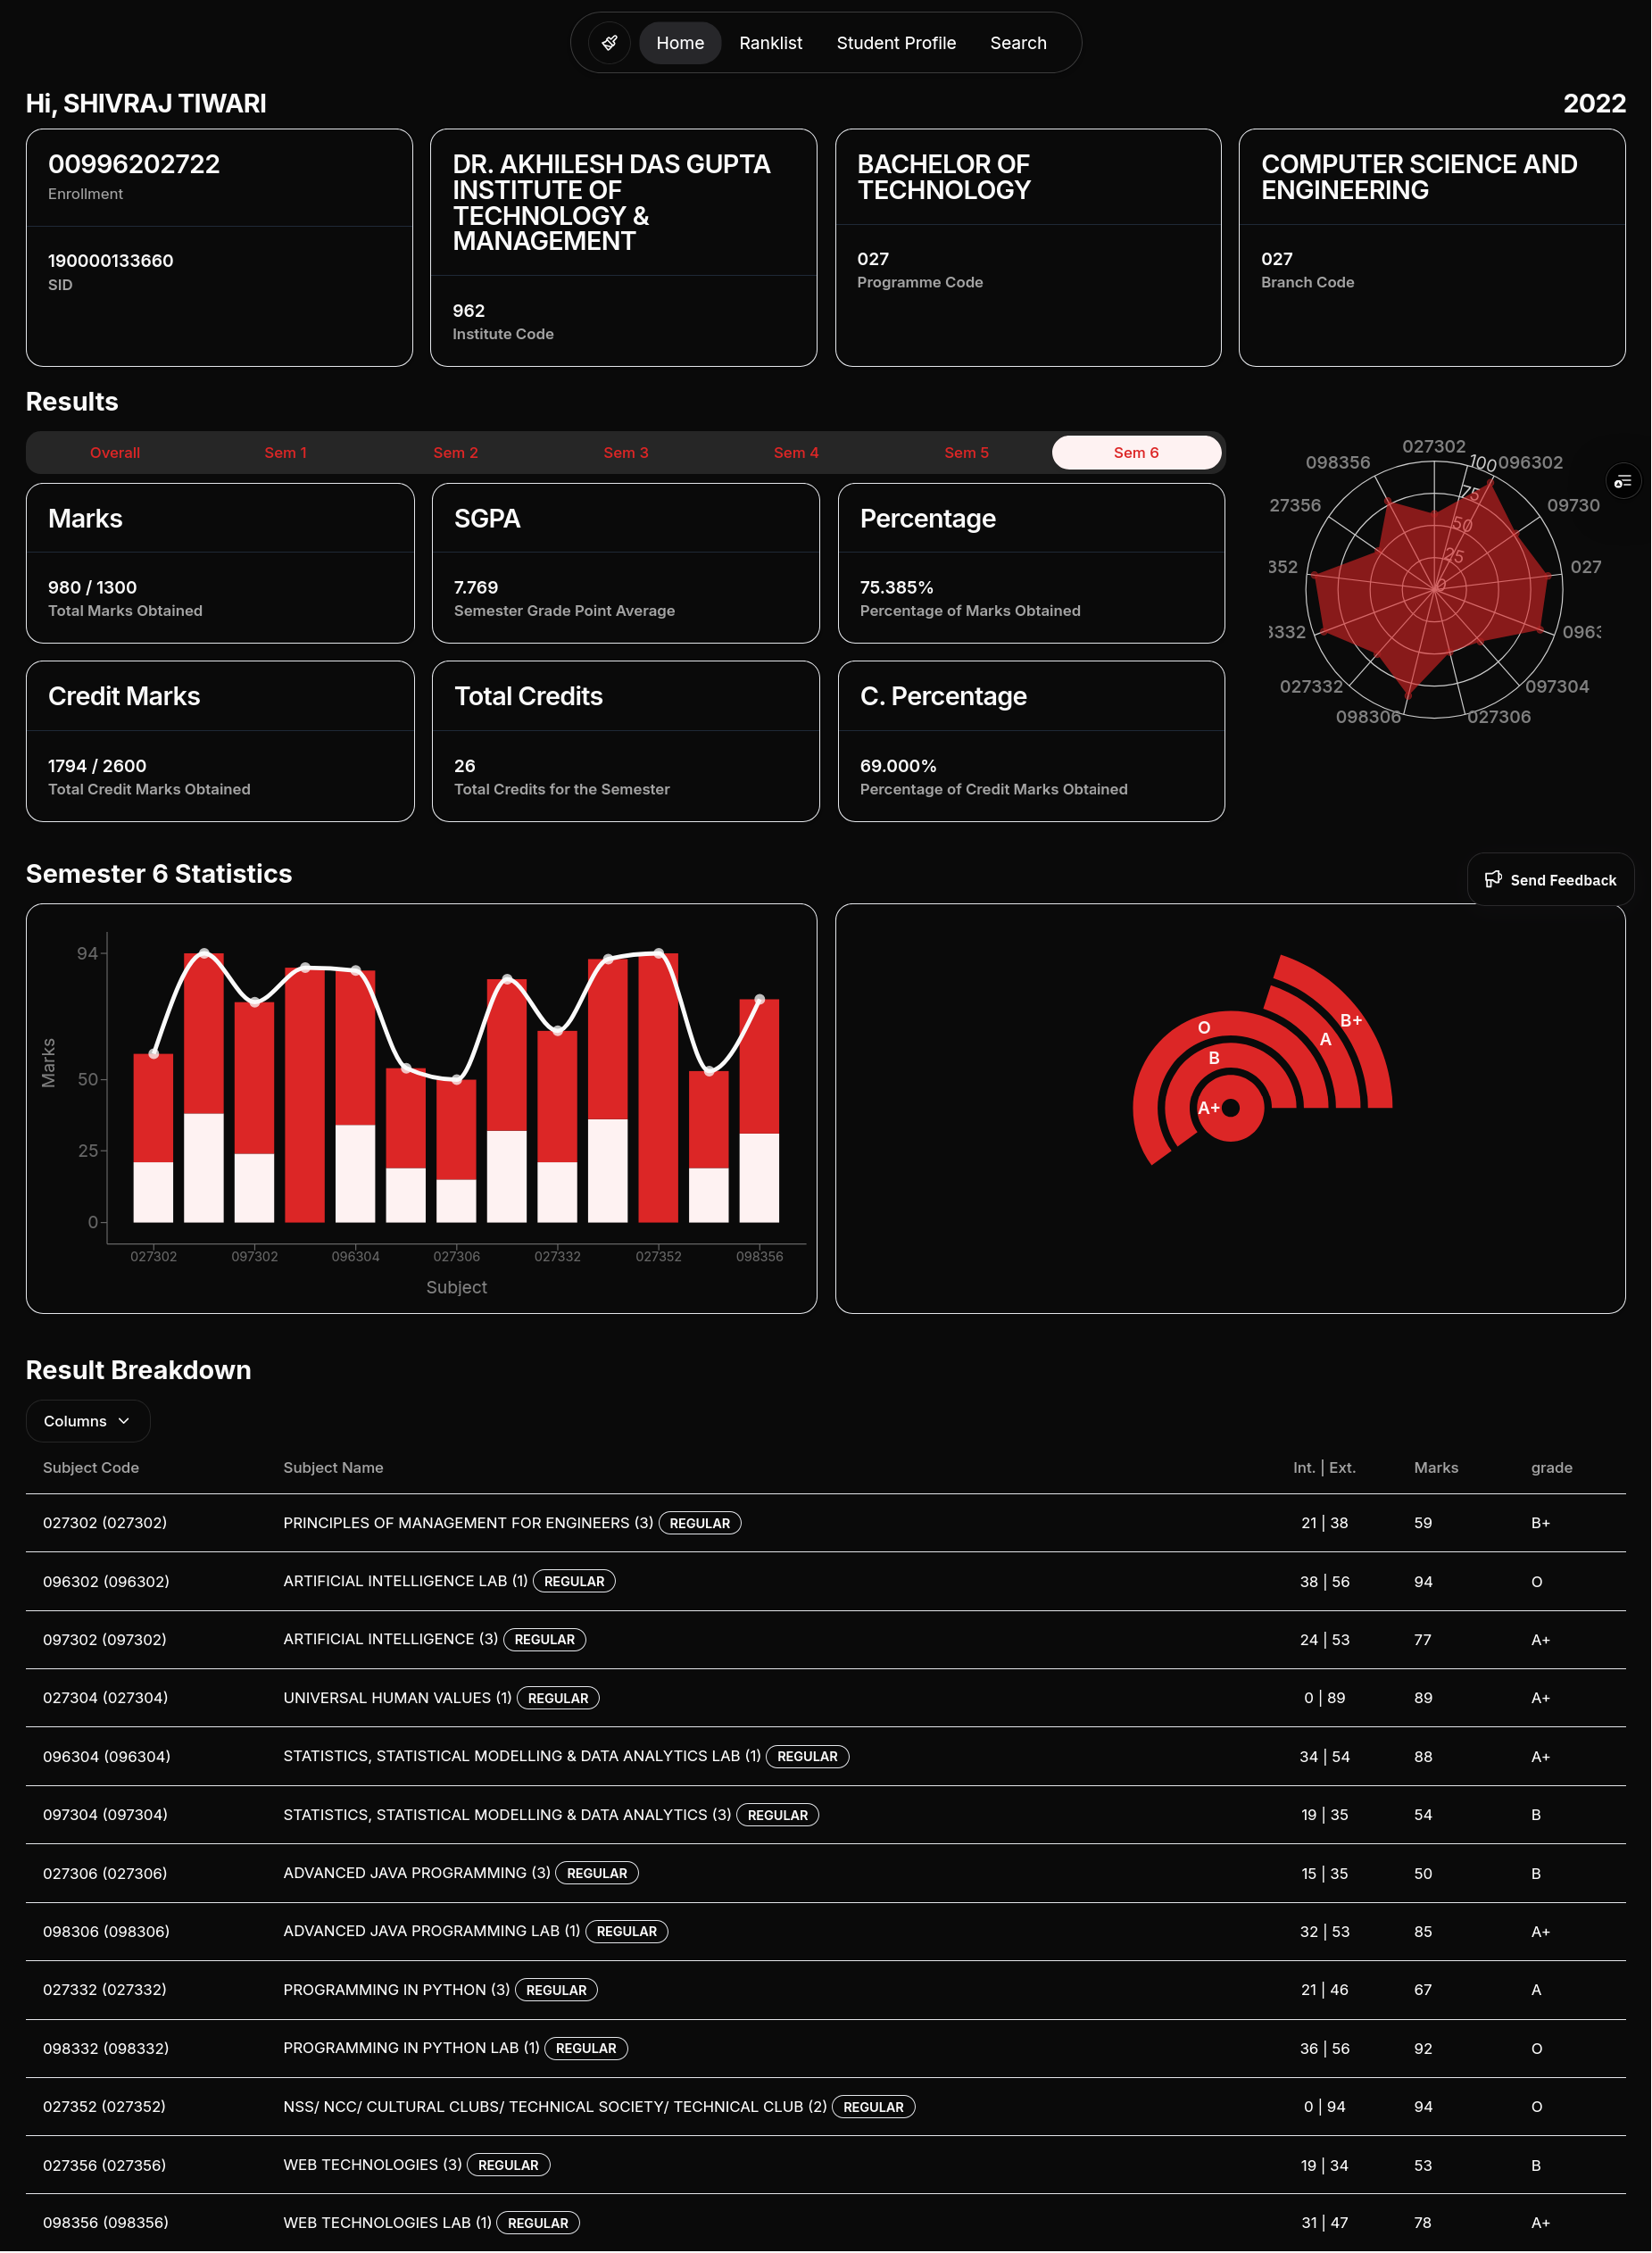 Home Ranklist Student Profile Search
Hi, SHIVRAJ TIWARI
2022
00996202722
Enrollment
190000133660
SID
DR. AKHILESH DAS GUPTA
INSTITUTE OF
TECHNOLOGY &
MANAGEMENT
962
Institute Code
BACHELOR OF
TECHNOLOGY
027
Programme Code
COMPUTER SCIENCE AND
ENGINEERING
027
Branch Code
Results
Overall Sem 1 Sem 2 Sem 3 Sem 4 Sem 5 Sem 6
Marks
980 / 1300
Total Marks Obtained
SGPA
7.769
Semester Grade Point Average
Percentage
75.385%
Percentage of Marks Obtained
Credit Marks
1794 / 2600
Total Credit Marks Obtained
Total Credits
26
Total Credits for the Semester
C. Percentage
69.000%
Percentage of Credit Marks Obtained
027302
096302
09730
027
0963
097304
027306
098306
027332
3332
352
27356
098356
100
75
50
25
0
Semester 6 Statistics
Send Feedback
94
50
25
0
Marks
027302 097302 096304 027306 027332 027352 098356
Subject
B+
A
O
B
A+
Result Breakdown
Columns
Subject Code Subject Name Int. | Ext. Marks grade
027302 (027302) PRINCIPLES OF MANAGEMENT FOR ENGINEERS (3) REGULAR 21 | 38 59 B+
096302 (096302) ARTIFICIAL INTELLIGENCE LAB (1) REGULAR 38 | 56 94 O
097302 (097302) ARTIFICIAL INTELLIGENCE (3) REGULAR 24 | 53 77 A+
027304 (027304) UNIVERSAL HUMAN VALUES (1) REGULAR 0 | 89 89 A+
096304 (096304) STATISTICS, STATISTICAL MODELLING & DATA ANALYTICS LAB (1) REGULAR 34 | 54 88 A+
097304 (097304) STATISTICS, STATISTICAL MODELLING & DATA ANALYTICS (3) REGULAR 19 | 35 54 B
027306 (027306) ADVANCED JAVA PROGRAMMING (3) REGULAR 15 | 35 50 B
098306 (098306) ADVANCED JAVA PROGRAMMING LAB (1) REGULAR 32 | 53 85 A+
027332 (027332) PROGRAMMING IN PYTHON (3) REGULAR 21 | 46 67 A
098332 (098332) PROGRAMMING IN PYTHON LAB (1) REGULAR 36 | 56 92 O
027352 (027352) NSS/ NCC/ CULTURAL CLUBS/ TECHNICAL SOCIETY/ TECHNICAL CLUB (2) REGULAR 0 | 94 94 O
027356 (027356) WEB TECHNOLOGIES (3) REGULAR 19 | 34 53 B
098356 (098356) WEB TECHNOLOGIES LAB (1) REGULAR 31 | 47 78 A+